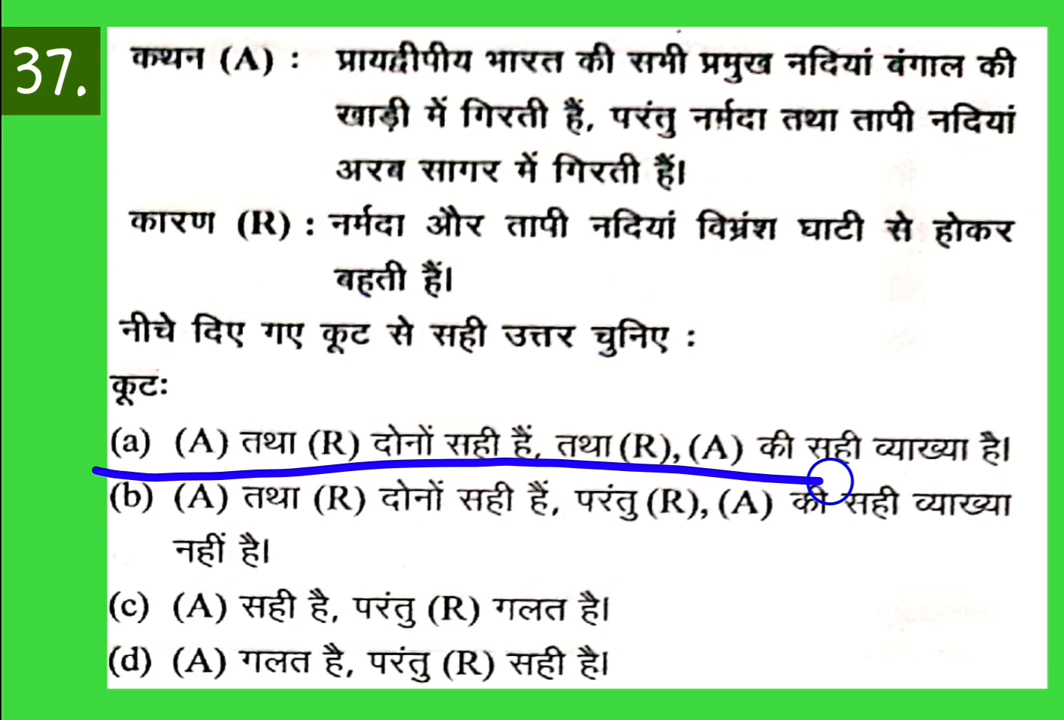 37.
कथन (A) : प्रायद्वीपीय भारत की सभी प्रमुख नदियां बंगाल की
खाड़ी में गिरती हैं, परंतु नर्मदा तथा तापी नदियां
अरब सागर में गिरती हैं।
कारण (R) : नर्मदा और तापी नदियां विभ्रंश घाटी से होकर
बहती हैं।
नीचे दिए गए कूट से सही उत्तर चुनिए :
कूटः
(a) (A) तथा (R) दोनों सही हैं, तथा (R), (A) की सही व्याख्या है।
(b) (A) तथा (R) दोनों सही हैं, परंतु (R), (A) की सही व्याख्या
नहीं है।
(c) (A) सही है, परंतु (R) गलत है।
(d) (A) गलत है, परंतु (R) सही है।